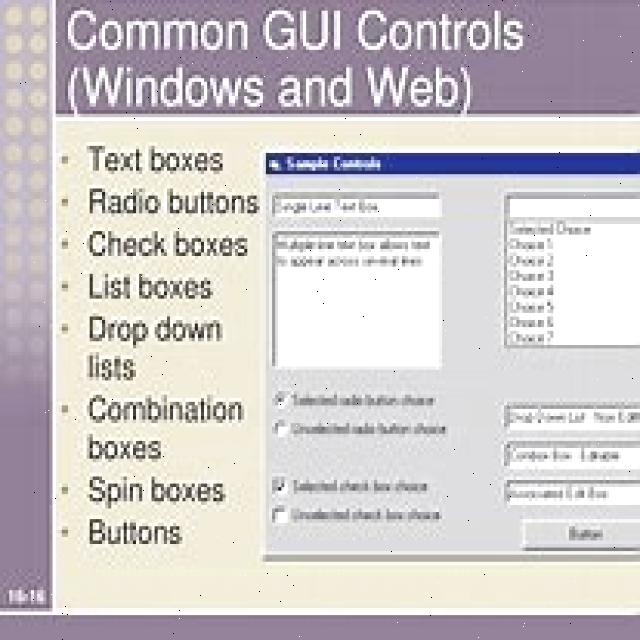 Common GUI Controls
(Windows and Web)
• Text boxes
• Radio buttons
• Check boxes
• List boxes
• Drop down
lists
• Combination
boxes
• Spin boxes
• Buttons
Sample Controls
Single Line Text Box
Multiple line text box allows text
to appear across several lines
Selected radio button choice
Unselected radio button choice
Selected check box choice
Unselected check box choice
Selected Choice
Choice 1
Choice 2
Choice 3
Choice 4
Choice 5
Choice 6
Choice 7
Drop Down List - Non Edit
Combo Box - Editable
Associated Edit Box
Button